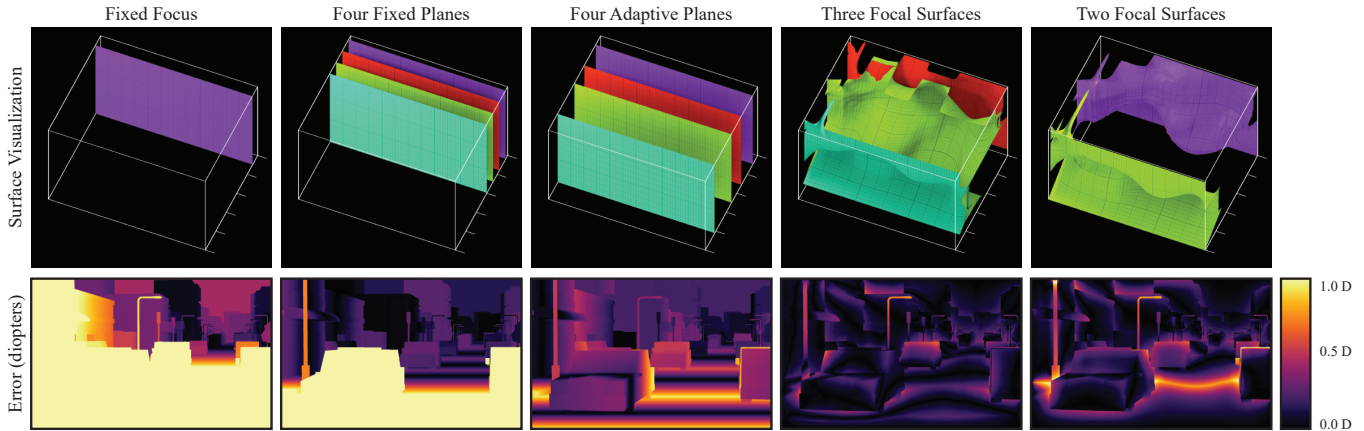 Fixed Focus
Four Fixed Planes
Four Adaptive Planes
Three Focal Surfaces
Two Focal Surfaces
Surface Visualization
Error (diopters)
1.0 D
0.5 D
0.0 D